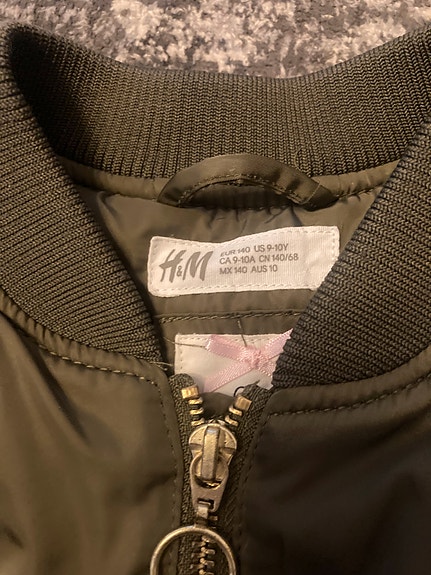 H&M
EUR 140 US 9-10Y
CA 9-10A CN 140/68
MX 140 AUS 10